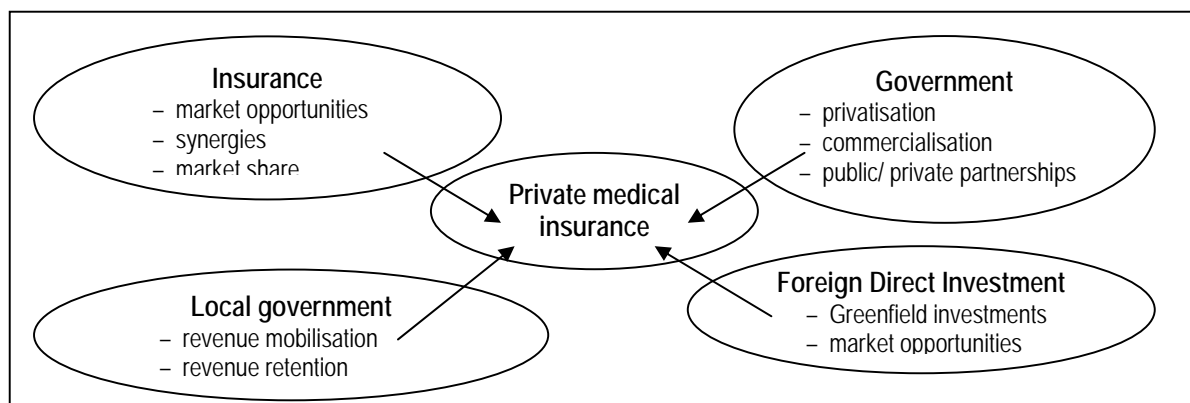 Insurance
– market opportunities
– synergies
– market share
Government
– privatisation
– commercialisation
– public/ private partnerships
Private medical
insurance
Local government
– revenue mobilisation
– revenue retention
Foreign Direct Investment
– Greenfield investments
– market opportunities